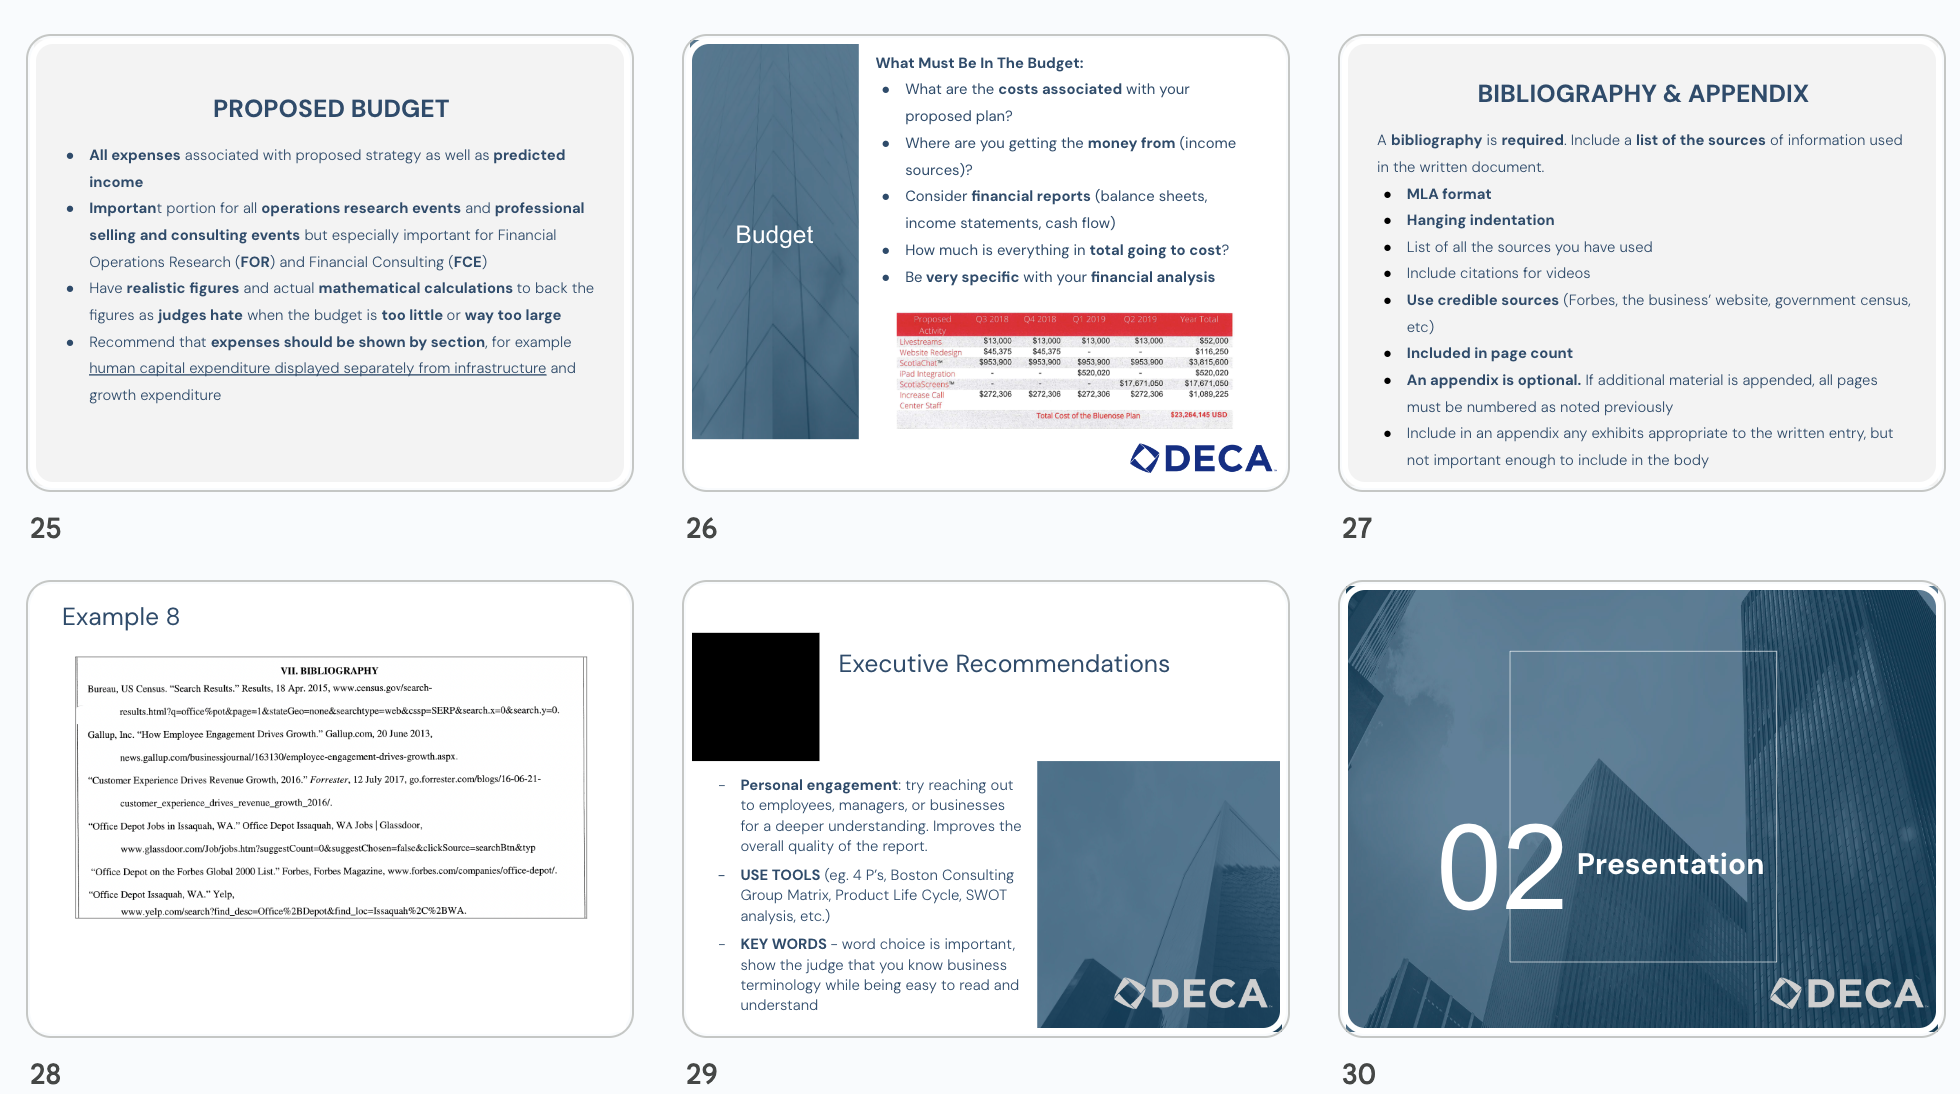 PROPOSED BUDGET
● All expenses associated with proposed strategy as well as predicted
income
● Important portion for all operations research events and professional
selling and consulting events but especially important for Financial
Operations Research (FOR) and Financial Consulting (FCE)
● Have realistic figures and actual mathematical calculations to back the
figures as judges hate when the budget is too little or way too large
● Recommend that expenses should be shown by section, for example
human capital expenditure displayed separately from infrastructure and
growth expenditure
25
Budget
What Must Be In The Budget:
● What are the costs associated with your
proposed plan?
● Where are you getting the money from (income
sources)?
● Consider financial reports (balance sheets,
income statements, cash flow)
● How much is everything in total going to cost?
● Be very specific with your financial analysis
Proposed Activity Q3 2018 Q4 2018 Q1 2019 Q2 2019 Year Total
Livestreams $13,000 $13,000 $13,000 $13,000 $52,000
Website Redesign $45,375 $45,375 - - $116,250
ScotiaChat™ $953,900 $953,900 $953,900 $953,900 $3,815,600
iPad Integration - - $520,020 - $520,020
ScotiaScreens™ - - - $17,671,050 $17,671,050
Increase Call Center Staff $272,306 $272,306 $272,306 $272,306 $1,089,225
Total Cost of the Bluenose Plan $23,264,145 USD
DECA
26
BIBLIOGRAPHY & APPENDIX
A bibliography is required. Include a list of the sources of information used
in the written document.
● MLA format
● Hanging indentation
● List of all the sources you have used
● Include citations for videos
● Use credible sources (Forbes, the business’ website, government census,
etc)
● Included in page count
● An appendix is optional. If additional material is appended, all pages
must be numbered as noted previously
● Include in an appendix any exhibits appropriate to the written entry, but
not important enough to include in the body
27
Example 8
VII. BIBLIOGRAPHY
Bureau, US Census. “Search Results.” Results, 18 Apr. 2015, www.census.gov/search-
results.html?q=office%pot&page=1&stateGeo=none&searchtype=web&cssp=SERP&search.x=0&search.y=0.
Gallup, Inc. “How Employee Engagement Drives Growth.” Gallup.com, 20 June 2013,
news.gallup.com/businessjournal/163130/employee-engagement-drives-growth.aspx.
“Customer Experience Drives Revenue Growth, 2016.” Forrester, 12 July 2017, go.forrester.com/blogs/16-06-21-
customer_experience_drives_revenue_growth_2016/.
“Office Depot Jobs in Issaquah, WA.” Office Depot Issaquah, WA Jobs | Glassdoor,
www.glassdoor.com/Job/jobs.htm?suggestCount=0&suggestChosen=false&clickSource=searchBtn&typ
“Office Depot on the Forbes Global 2000 List.” Forbes, Forbes Magazine, www.forbes.com/companies/office-depot/.
“Office Depot Issaquah, WA.” Yelp,
www.yelp.com/search?find_desc=Office%2BDepot&find_loc=Issaquah%2C%2BWA.
28
Executive Recommendations
- Personal engagement: try reaching out
to employees, managers, or businesses
for a deeper understanding. Improves the
overall quality of the report.
- USE TOOLS (eg. 4 P’s, Boston Consulting
Group Matrix, Product Life Cycle, SWOT
analysis, etc.)
- KEY WORDS - word choice is important,
show the judge that you know business
terminology while being easy to read and
understand
DECA
29
02 Presentation
DECA
30